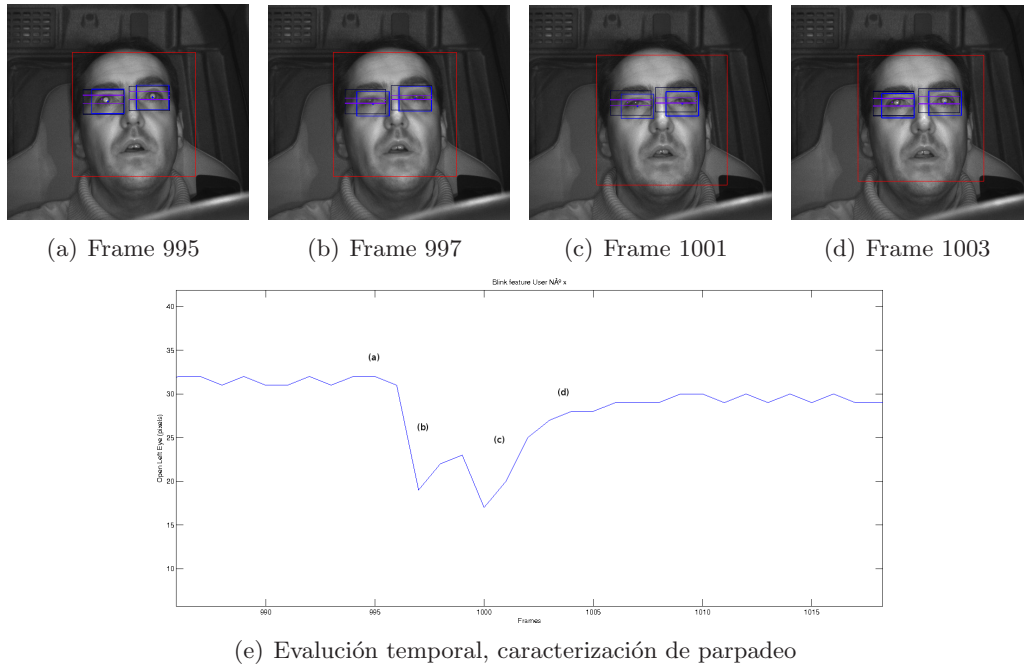 (a) Frame 995
(b) Frame 997
(c) Frame 1001
(d) Frame 1003
Blink feature User NÂº x
Open Left Eye (pixels)
40
35
30
25
20
15
10
(a)
(b)
(c)
(d)
990
995
1000
1005
1010
1015
Frames
(e) Evalución temporal, caracterización de parpadeo